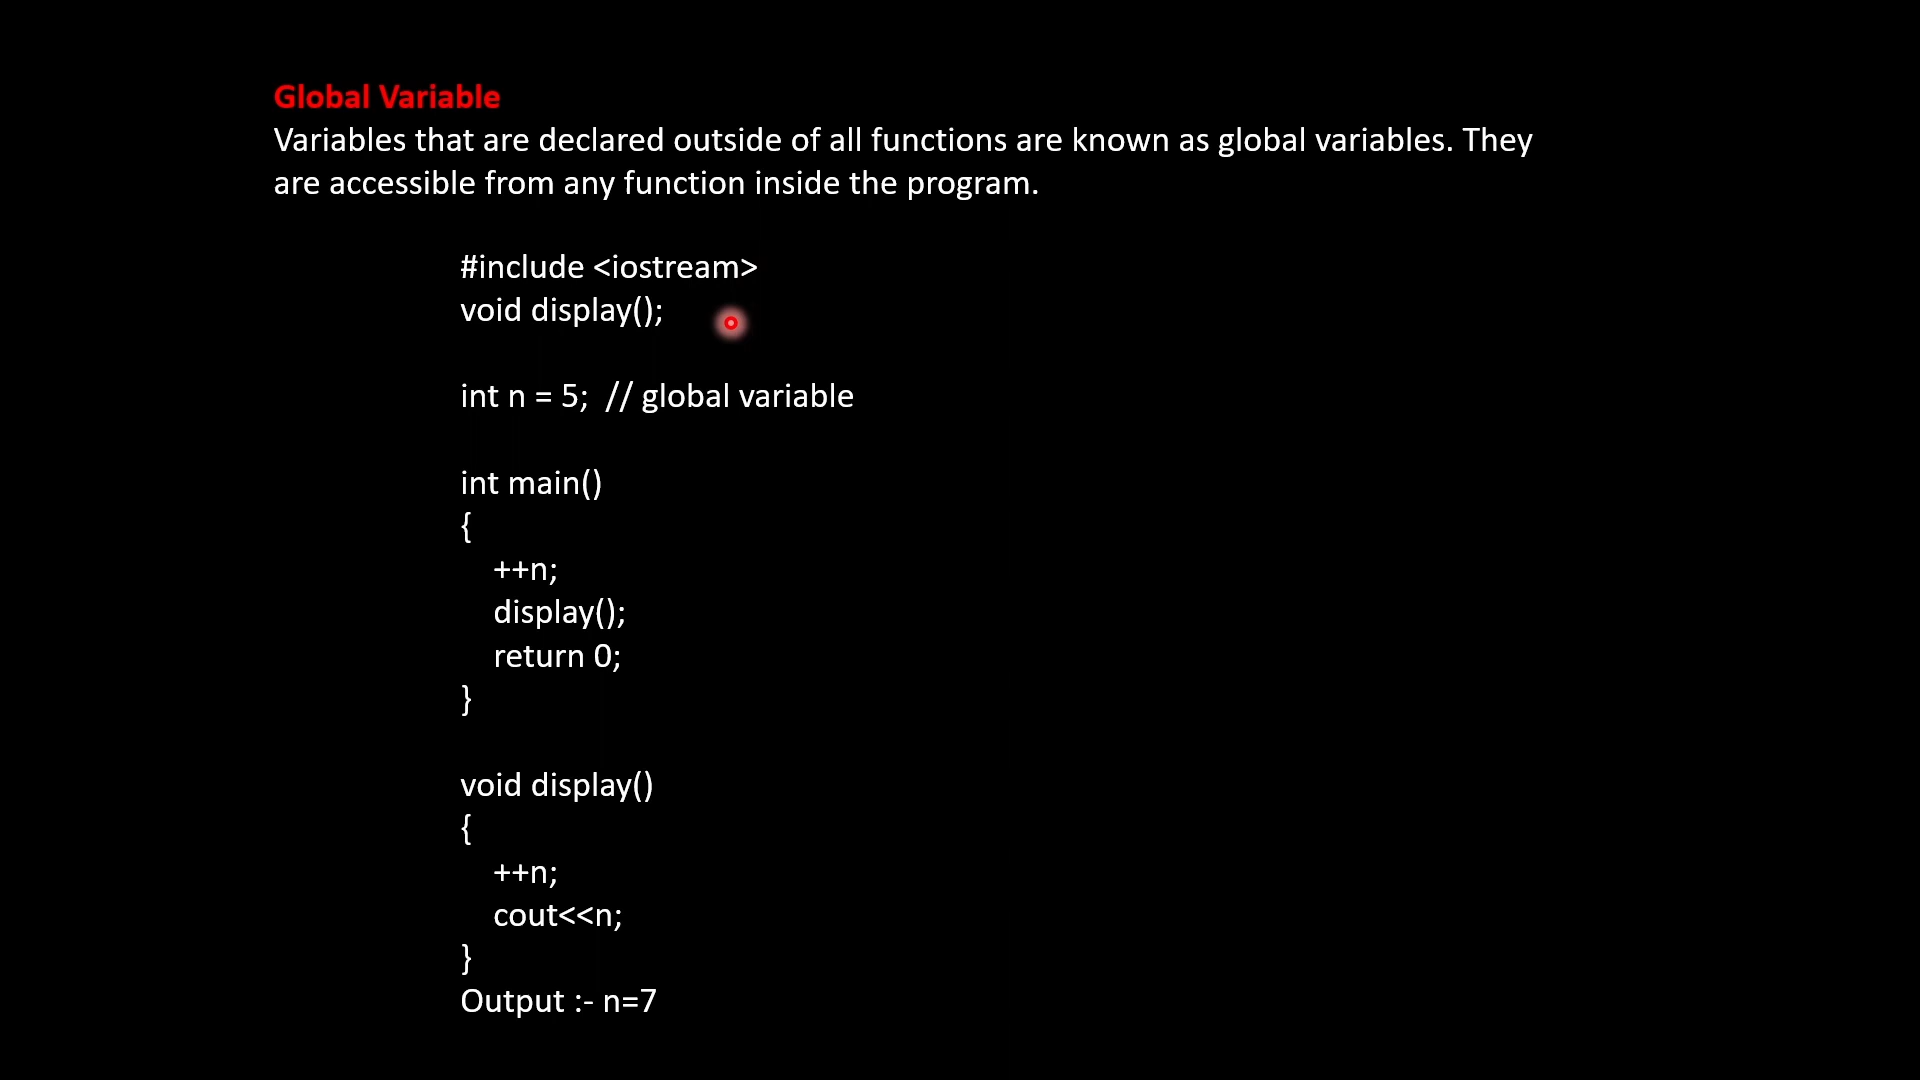 Global Variable
Variables that are declared outside of all functions are known as global variables. They
are accessible from any function inside the program.
#include <iostream>
void display();
int n = 5;  // global variable
int main()
{
++n;
display();
return 0;
}
void display()
{
++n;
cout<<n;
}
Output :- n=7